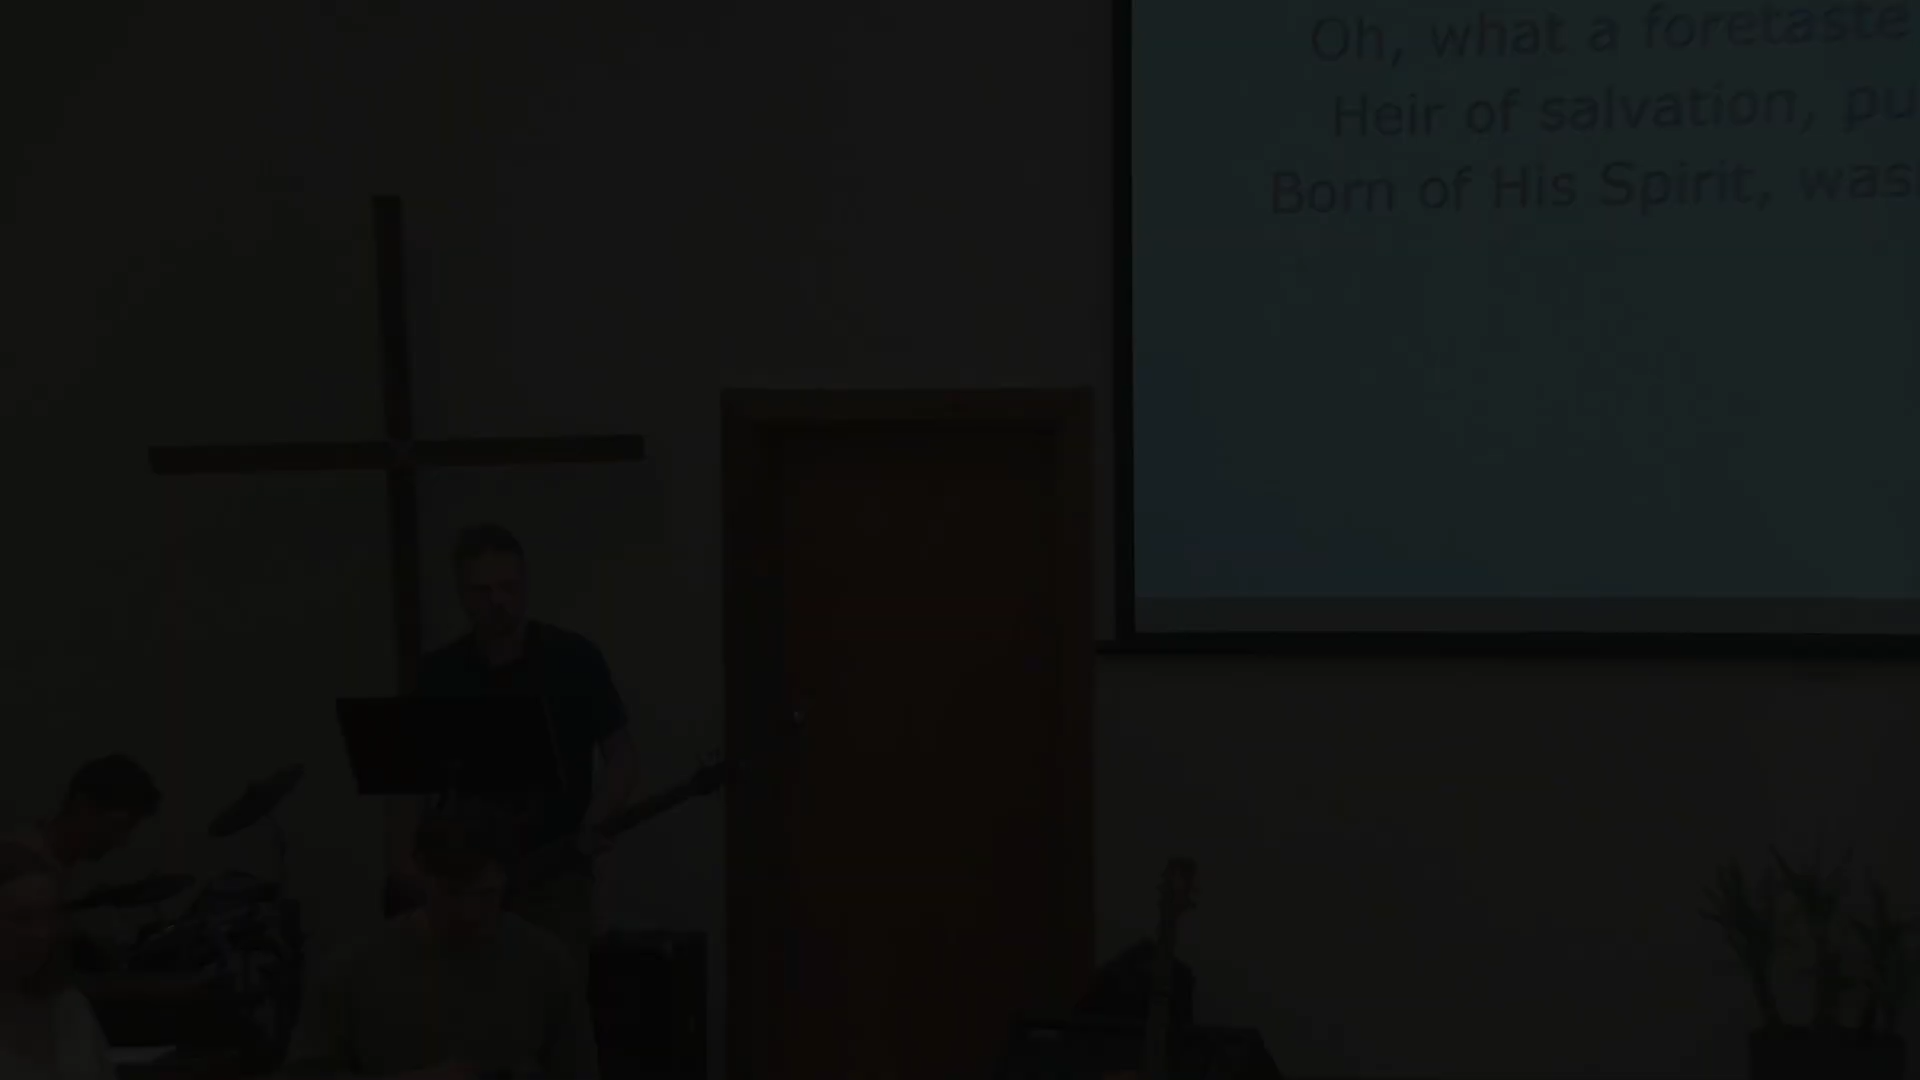 Oh, what a foretaste
Heir of salvation,
Born of His Spirit,